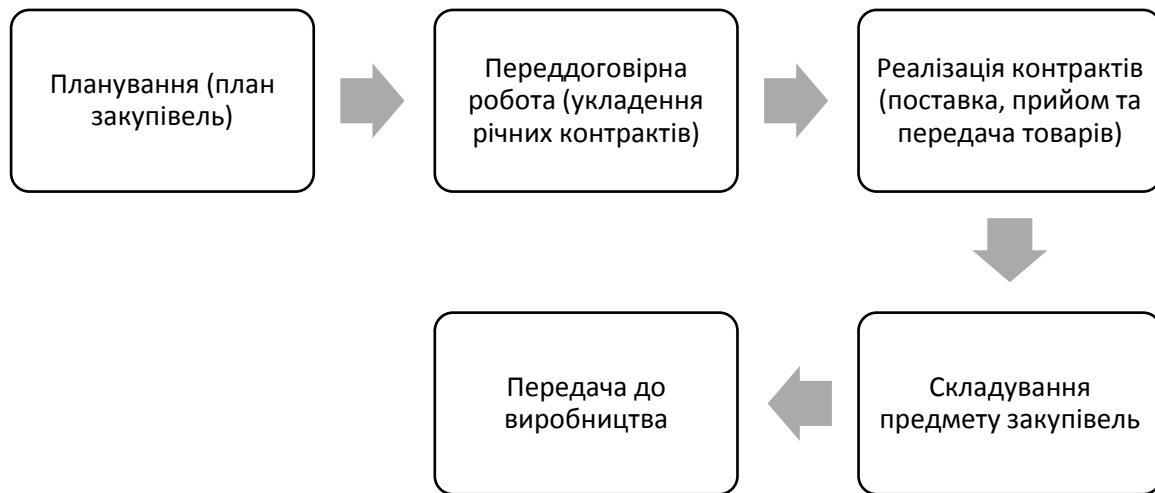 Планування (план
закупівель)
Переддоговірна
робота (укладення
річних контрактів)
Реалізація контрактів
(поставка, прийом та
передача товарів)
Складування
предмету закупівель
Передача до
виробництва